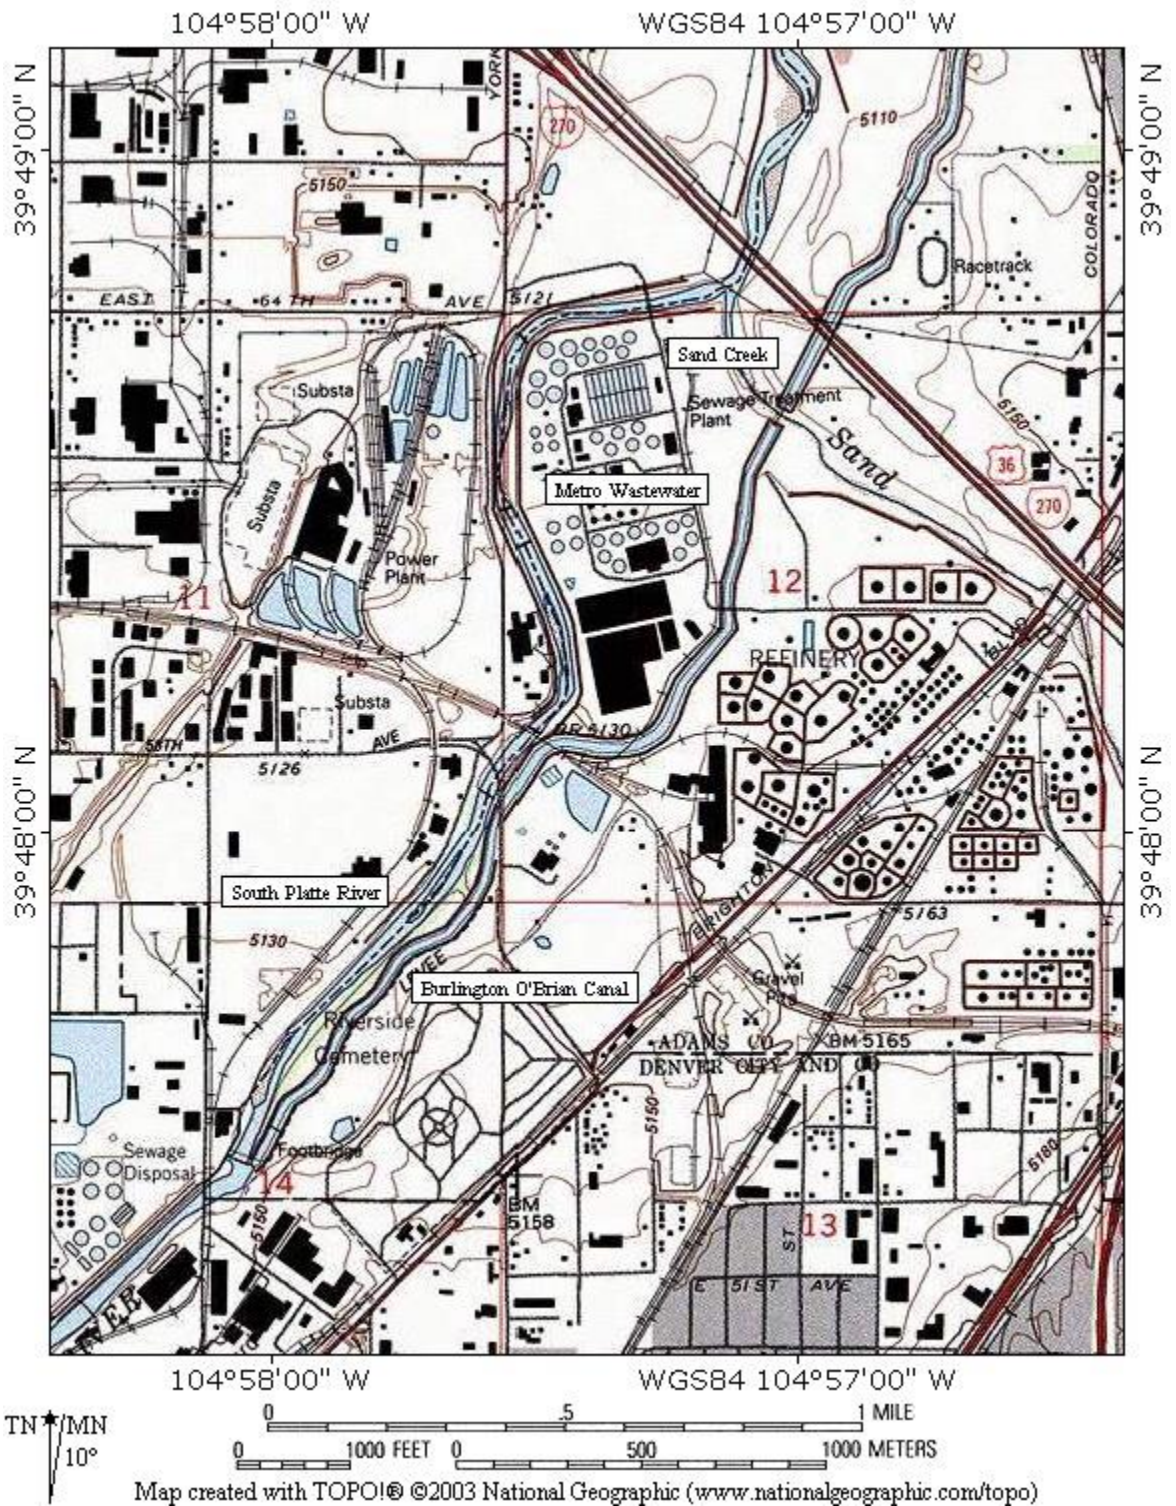 104°58'00" W
WGS84 104°57'00" W
39°49'00" N
39°49'00" N
YORK
270
5110
5150
COLORADO
Racetrack
EAST
64 TH
AVE
5121
Sand Creek
Substa
Sewage Treatment
Plant
5150
Sand
36
270
Metro Wastewater
Substa
Power
Plant
11
12
REFINERY
Substa
BR 5130
58TH
AVE
5126
39°48'00" N
39°48'00" N
South Platte River
BRIGHTON
5163
5130
LEVEE
Gravel
Pits
Burlington O'Brian Canal
Riverside
Cemetery
ADAMS CO
BM 5165
DENVER CITY AND CO
5150
Sewage
Disposal
Footbridge
14
5180
BM
5158
5150
13
ST
E 51 ST AVE
104°58'00" W
WGS84 104°57'00" W
TN
MN
10°
0 .5 1 MILE
0 1000 FEET 0 500 1000 METERS
Map created with TOPO!® ©2003 National Geographic (www.nationalgeographic.com/topo)